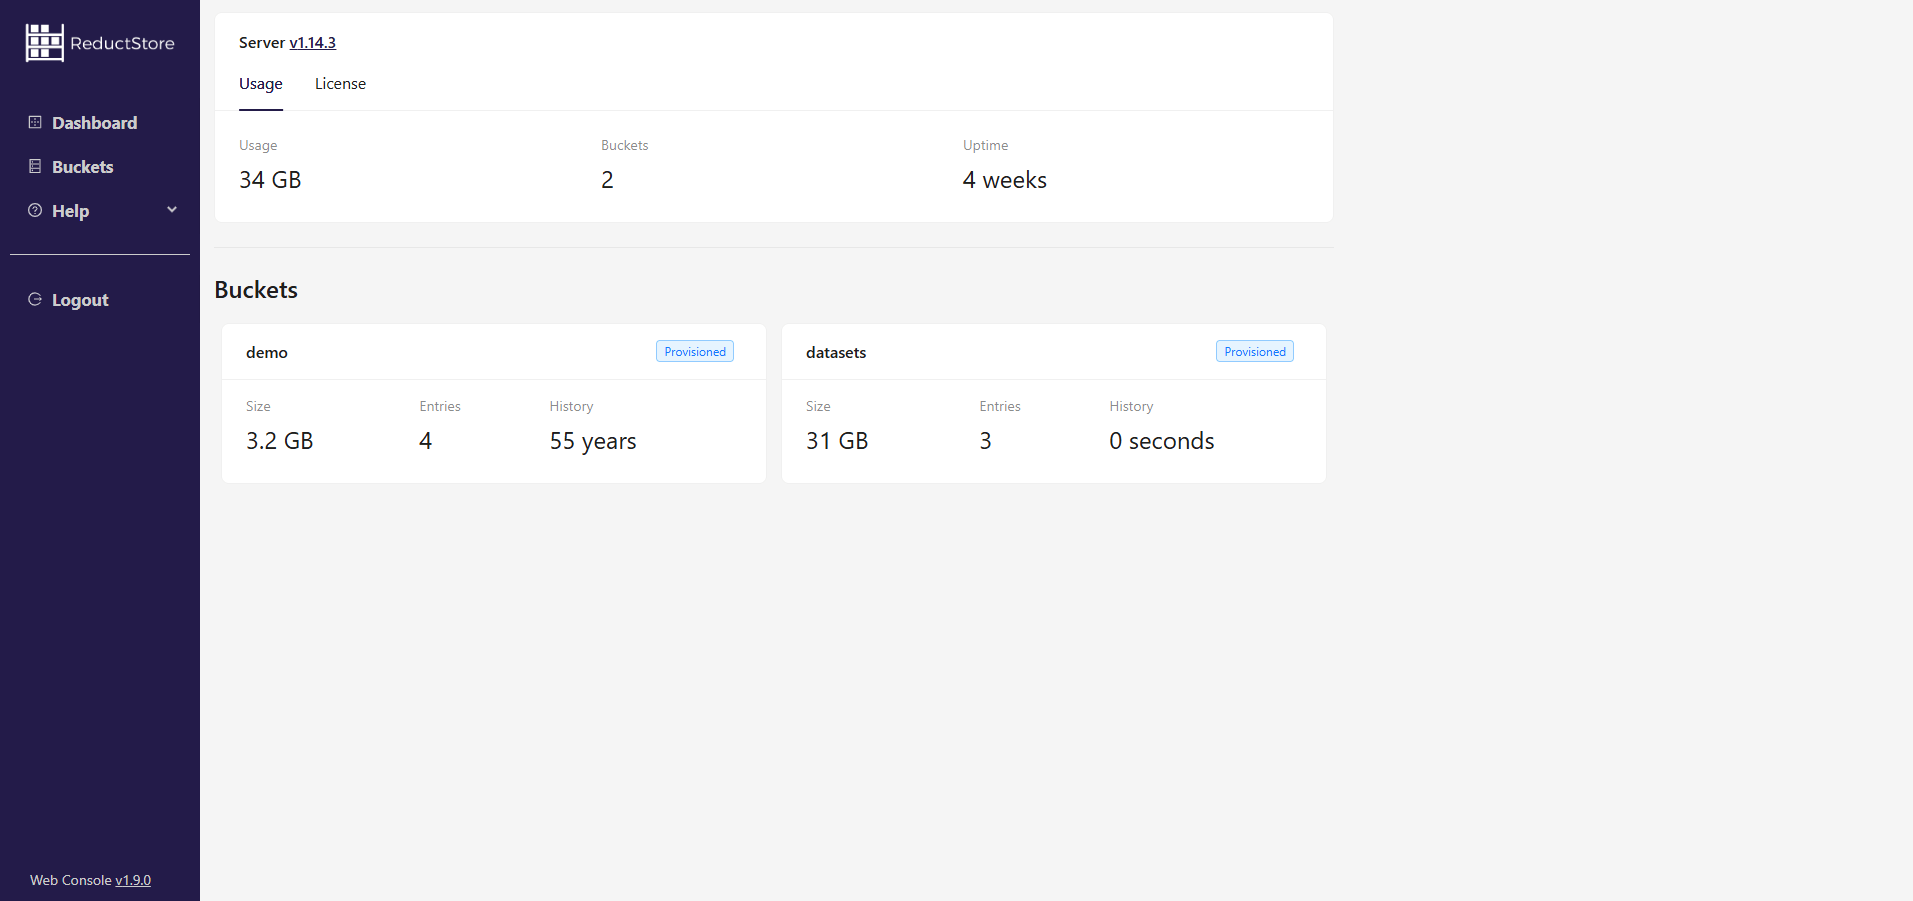 ReductStore
Dashboard
Buckets
Help
Logout
Web Console v1.9.0
Server v1.14.3
Usage License
Usage Buckets Uptime
34 GB 2 4 weeks
Buckets
demo Provisioned
Size Entries History
3.2 GB 4 55 years
datasets Provisioned
Size Entries History
31 GB 3 0 seconds